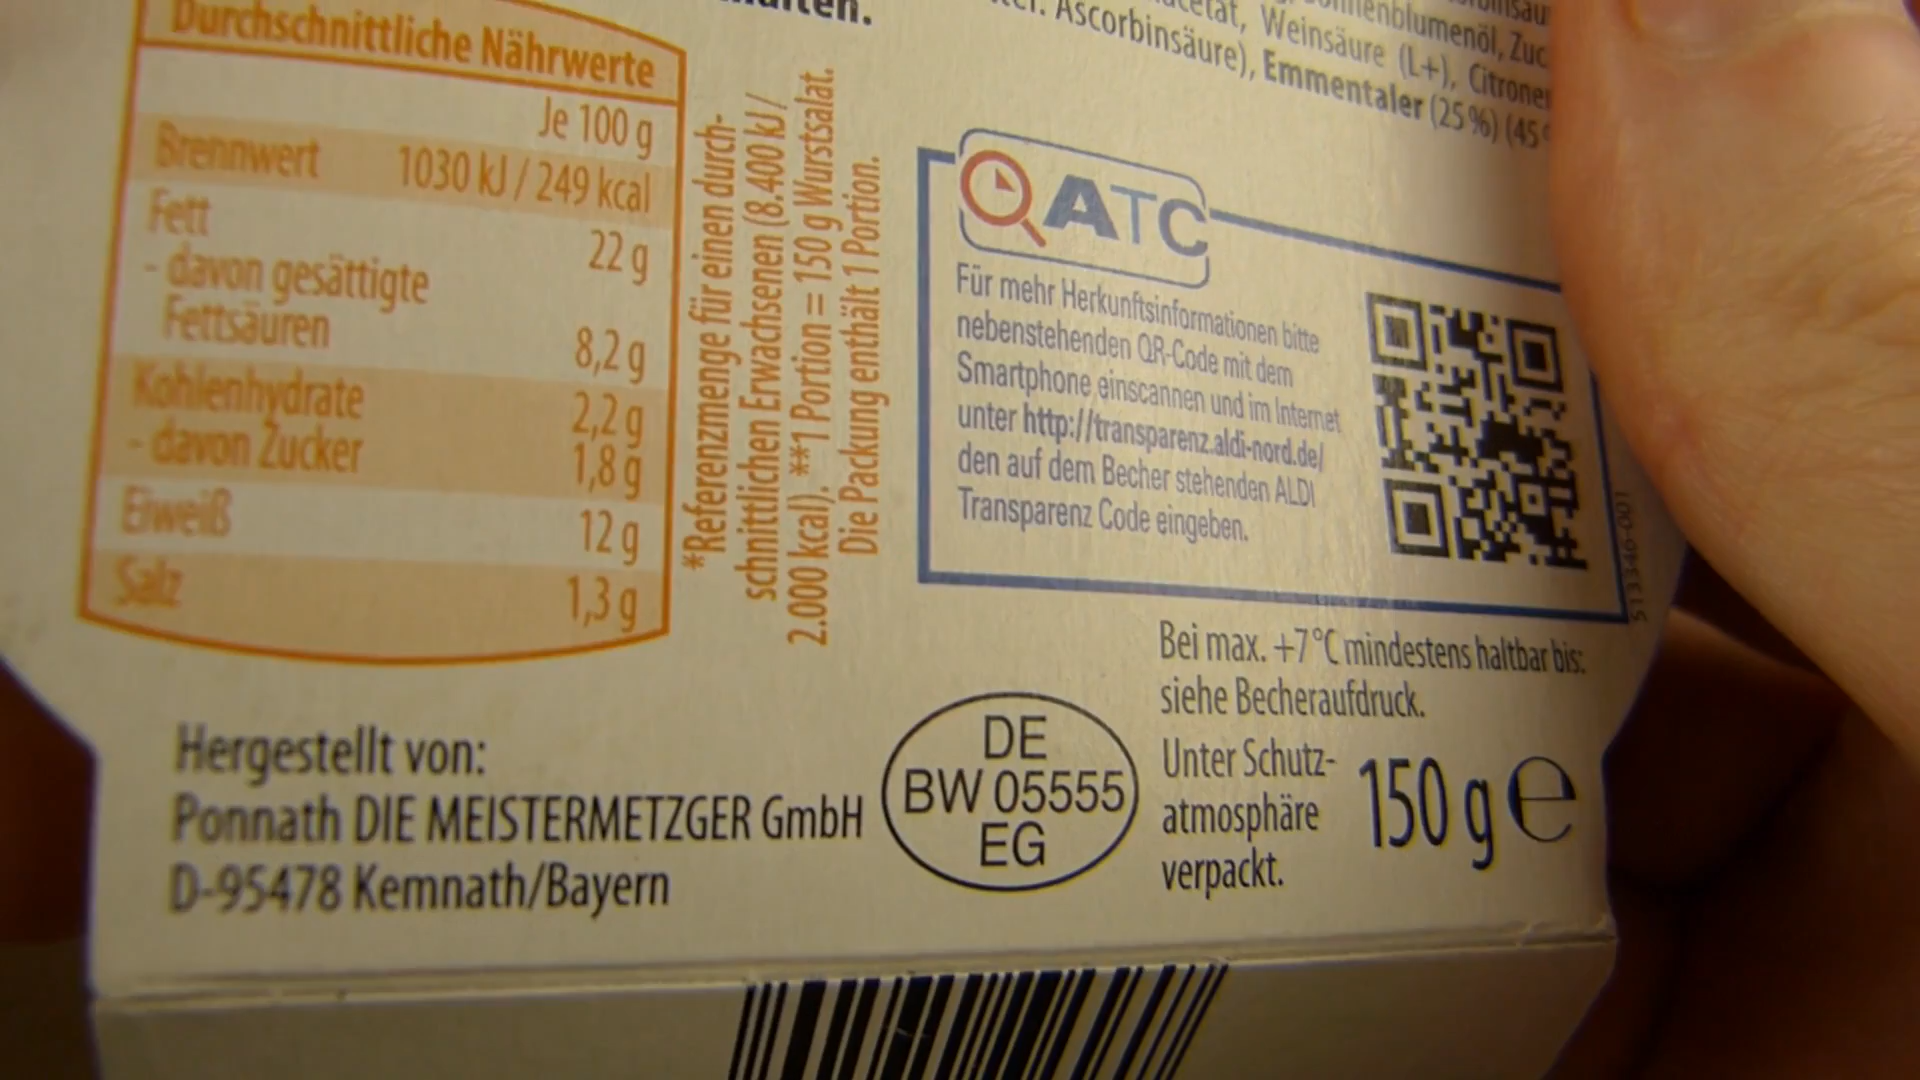 Durchschnittliche Nährwerte
Je 100 g
Brennwert 1030 kJ / 249 kcal
Fett 22 g
- davon gesättigte
Fettsäuren 8,2 g
Kohlenhydrate 2,2 g
- davon Zucker 1,8 g
Eiweiß 12 g
Salz 1,3 g
*Referenzmenge für einen durch-
schnittlichen Erwachsenen (8.400 kJ /
2.000 kcal). **1 Portion = 150 g Wurstsalat.
Die Packung enthält 1 Portion.
Weinsäure (L+),
Ascorbinsäure), Emmentaler (25%) (45
ATC
Für mehr Herkunftsinformationen bitte
nebenstehenden QR-Code mit dem
Smartphone einscannen und im Internet
unter http://transparenz.aldi-nord.de/
den auf dem Becher stehenden ALDI
Transparenz Code eingeben.
513346-001
Bei max. +7°C mindestens haltbar bis:
siehe Becheraufdruck.
Unter Schutz-
atmosphäre
verpackt.
150 g e
Hergestellt von:
Ponnath DIE MEISTERMETZGER GmbH
D-95478 Kemnath/Bayern
DE
BW 05555
EG